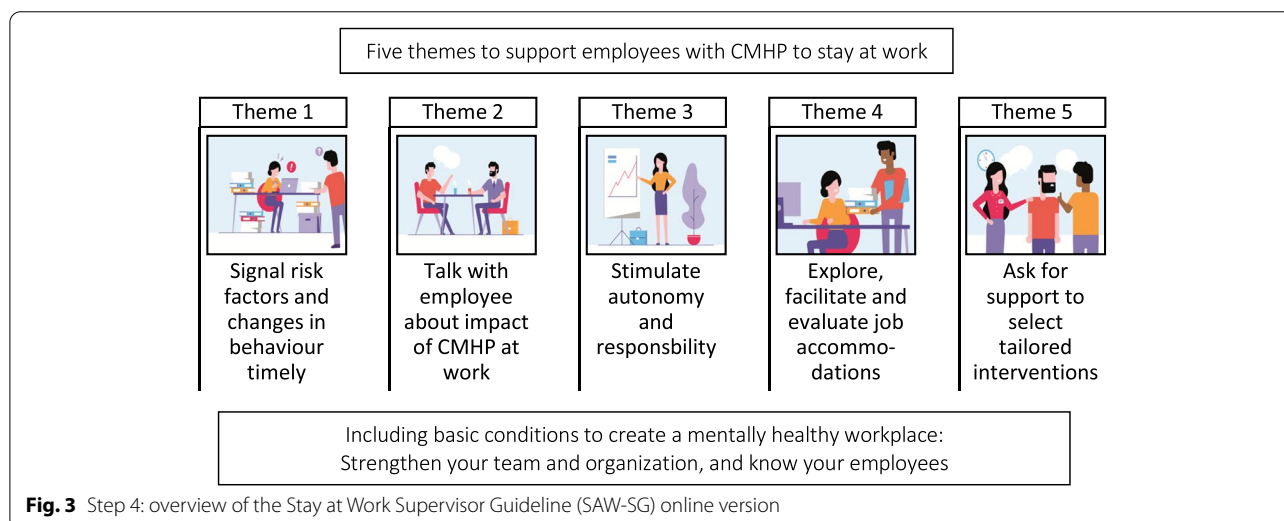 Five themes to support employees with CMHP to stay at work
Theme 1
Signal risk
factors and
changes in
behaviour
timely
Theme 2
Talk with
employee
about impact
of CMHP at
work
Theme 3
Stimulate
autonomy
and
responsbility
Theme 4
Explore,
facilitate and
evaluate job
accommo-
dations
Theme 5
Ask for
support to
select
tailored
interventions
Including basic conditions to create a mentally healthy workplace:
Strengthen your team and organization, and know your employees
Fig. 3 Step 4: overview of the Stay at Work Supervisor Guideline (SAW-SG) online version